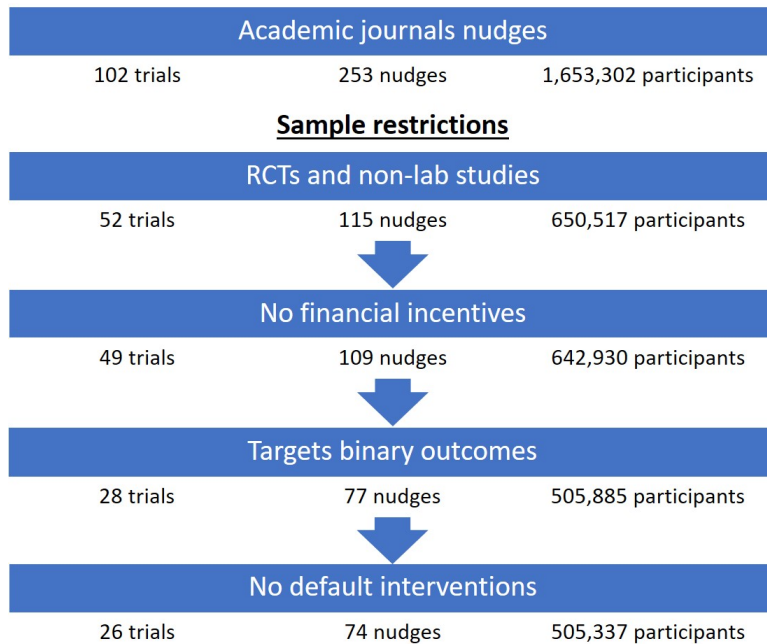 Academic journals nudges
102 trials 253 nudges 1,653,302 participants
Sample restrictions
RCTs and non-lab studies
52 trials 115 nudges 650,517 participants
No financial incentives
49 trials 109 nudges 642,930 participants
Targets binary outcomes
28 trials 77 nudges 505,885 participants
No default interventions
26 trials 74 nudges 505,337 participants